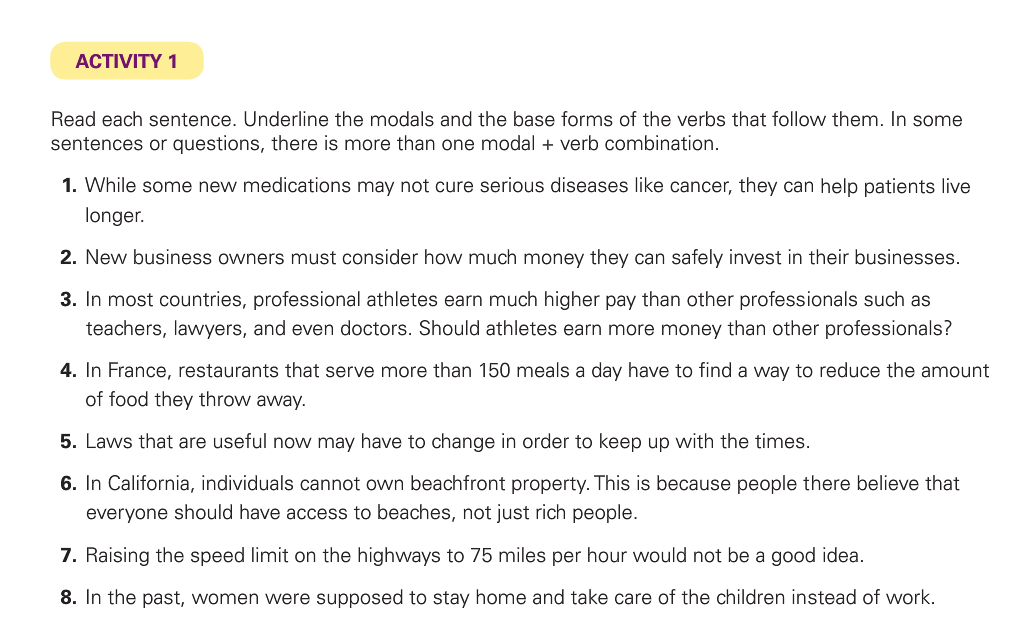 ACTIVITY 1
Read each sentence. Underline the modals and the base forms of the verbs that follow them. In some
sentences or questions, there is more than one modal + verb combination.
1. While some new medications may not cure serious diseases like cancer, they can help patients live
longer.
2. New business owners must consider how much money they can safely invest in their businesses.
3. In most countries, professional athletes earn much higher pay than other professionals such as
teachers, lawyers, and even doctors. Should athletes earn more money than other professionals?
4. In France, restaurants that serve more than 150 meals a day have to find a way to reduce the amount
of food they throw away.
5. Laws that are useful now may have to change in order to keep up with the times.
6. In California, individuals cannot own beachfront property. This is because people there believe that
everyone should have access to beaches, not just rich people.
7. Raising the speed limit on the highways to 75 miles per hour would not be a good idea.
8. In the past, women were supposed to stay home and take care of the children instead of work.